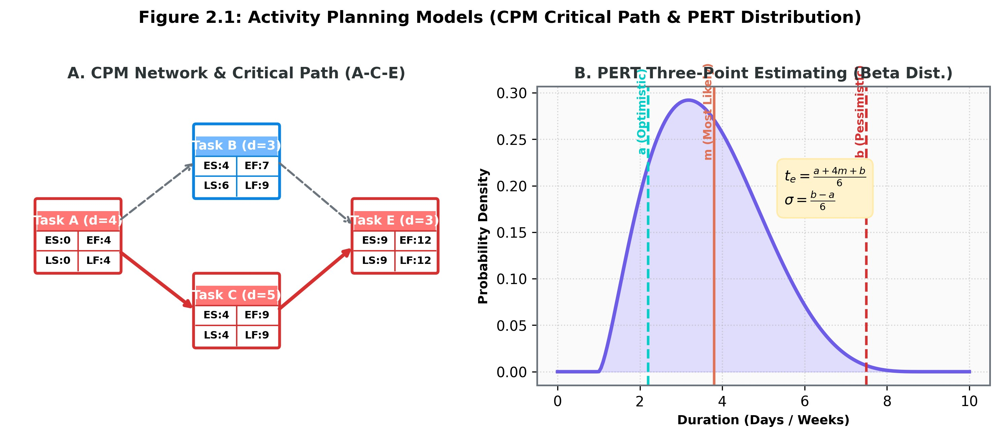 Figure 2.1: Activity Planning Models (CPM Critical Path & PERT Distribution)
A. CPM Network & Critical Path (A-C-E)
Task B (d=3)
ES:4 EF:7
LS:6 LF:9
Task A (d=4)
ES:0 EF:4
LS:0 LF:4
Task E (d=3)
ES:9 EF:12
LS:9 LF:12
Task C (d=5)
ES:4 EF:9
LS:4 LF:9
B. PERT Three-Point Estimating (Beta Dist.)
a (Optimistic)
m (Most Likely)
b (Pessimistic)
t_e = (a + 4m + b)/6
σ = (b − a)/6
Probability Density
0.30
0.25
0.20
0.15
0.10
0.05
0.00
0 2 4 6 8 10
Duration (Days / Weeks)